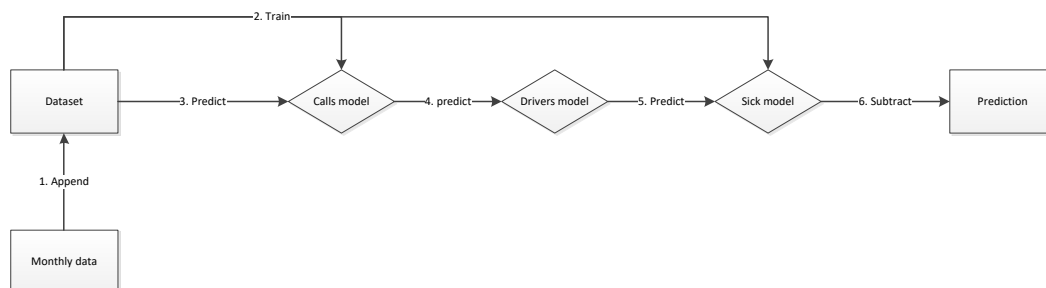 2. Train
Dataset
3. Predict
Calls model
4. predict
Drivers model
5. Predict
Sick model
6. Subtract
Prediction
1. Append
Monthly data